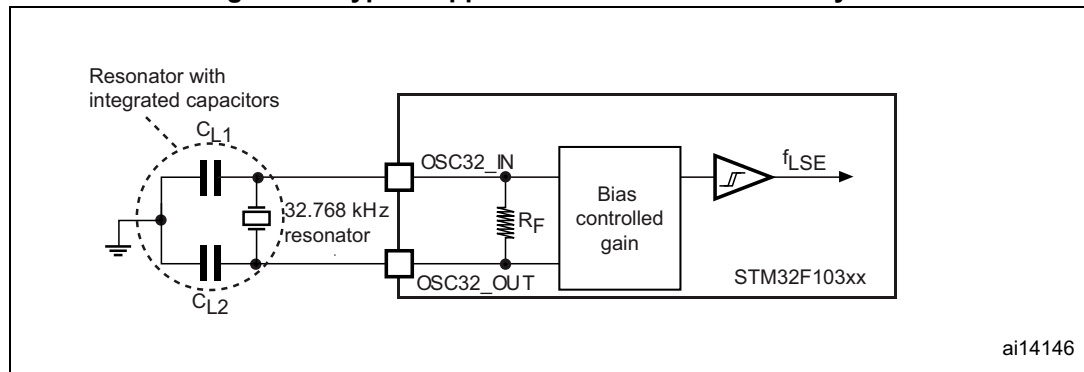 Resonator with
integrated capacitors
CL1
OSC32_IN
fLSE
32.768 kHz
resonator
RF
Bias
controlled
gain
OSC32_OUT
STM32F103xx
CL2
ai14146